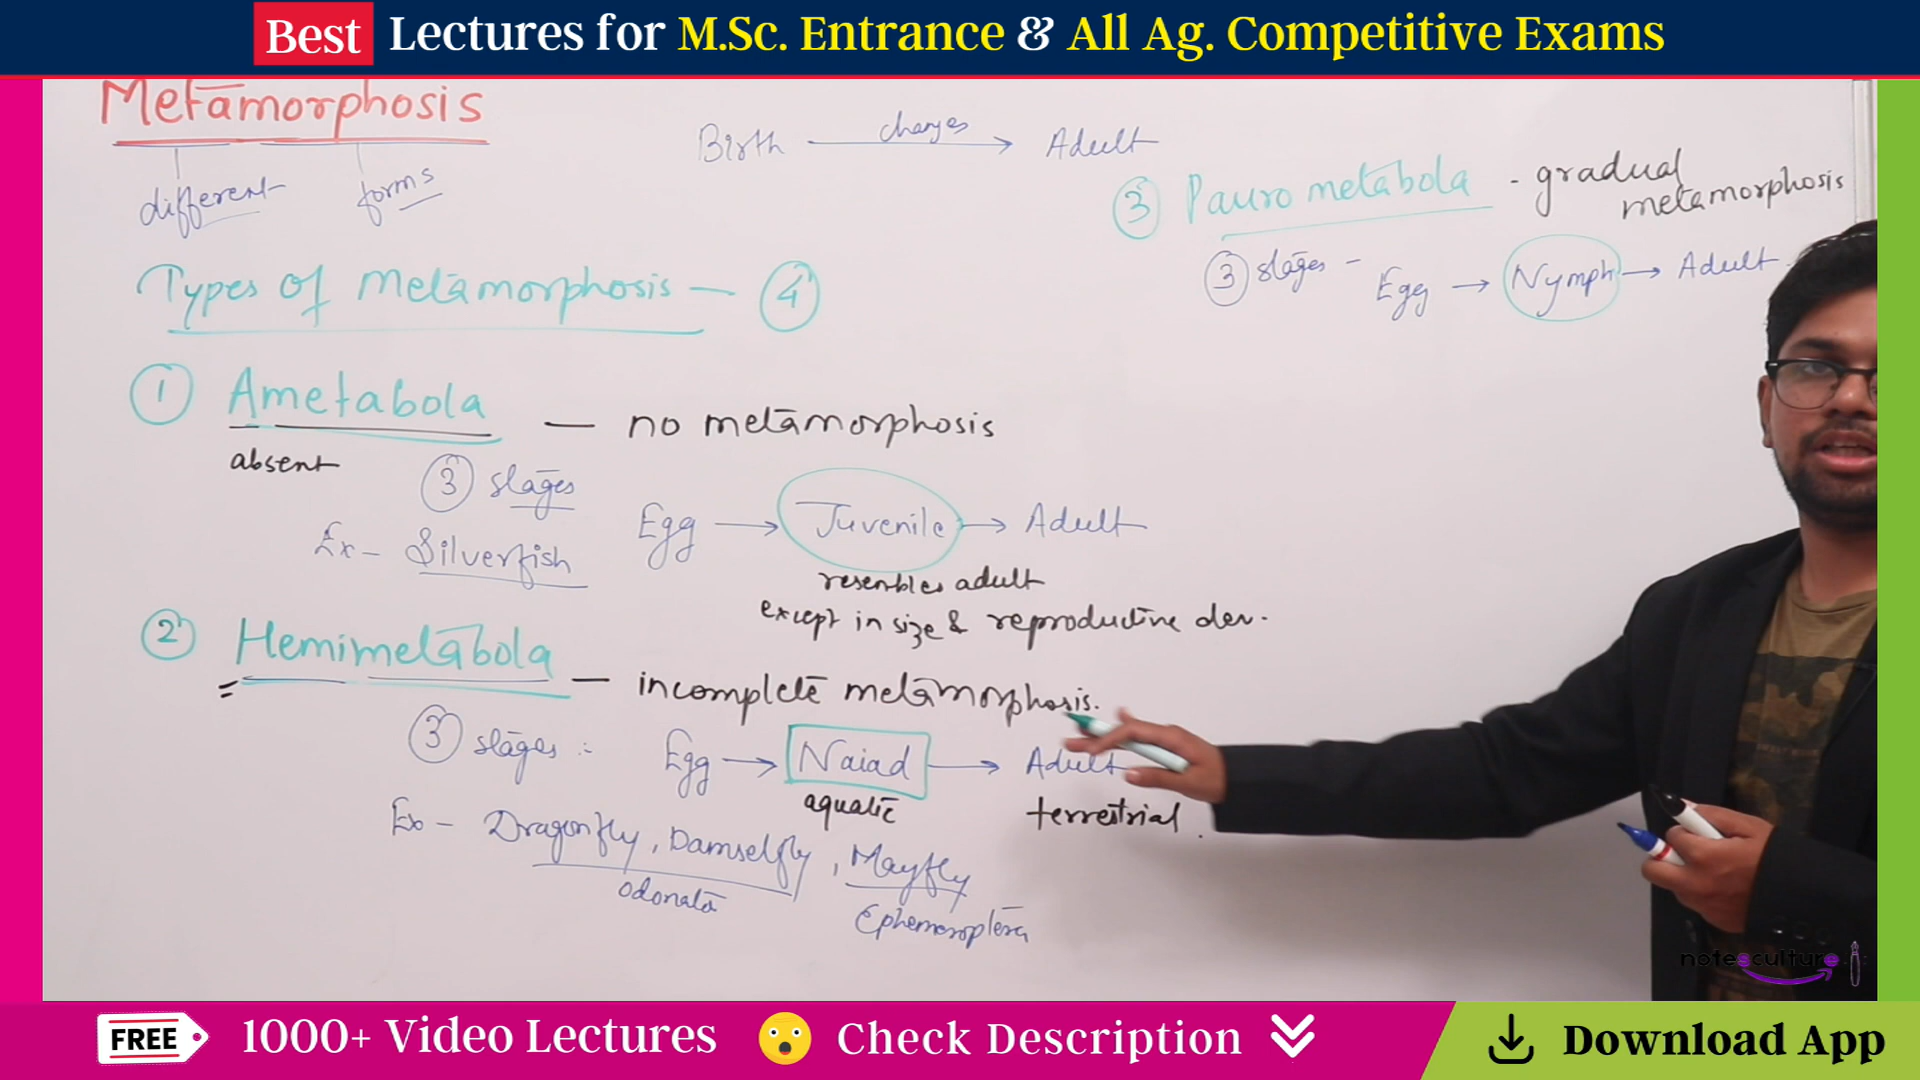 Best Lectures for M.Sc. Entrance & All Ag. Competitive Exams
Metamorphosis
different forms
Birth changes → Adult
Types of Metamorphosis — 4
1 Ametabola — no metamorphosis
absent
3 stages
Egg → Juvenile → Adult
Ex - Silverfish
resembles adult
except in size & reproductive dev.
2 Hemimetabola — incomplete metamorphosis.
3 stages :- Egg → Naiad → Adult
aquatic terrestrial.
Ex - Dragonfly, Damselfly, Mayfly
Odonata Ephemeroptera
3 Paurometabola - gradual
metamorphosis
3 stages - Egg → Nymph → Adult
notesculture
FREE 1000+ Video Lectures Check Description Download App